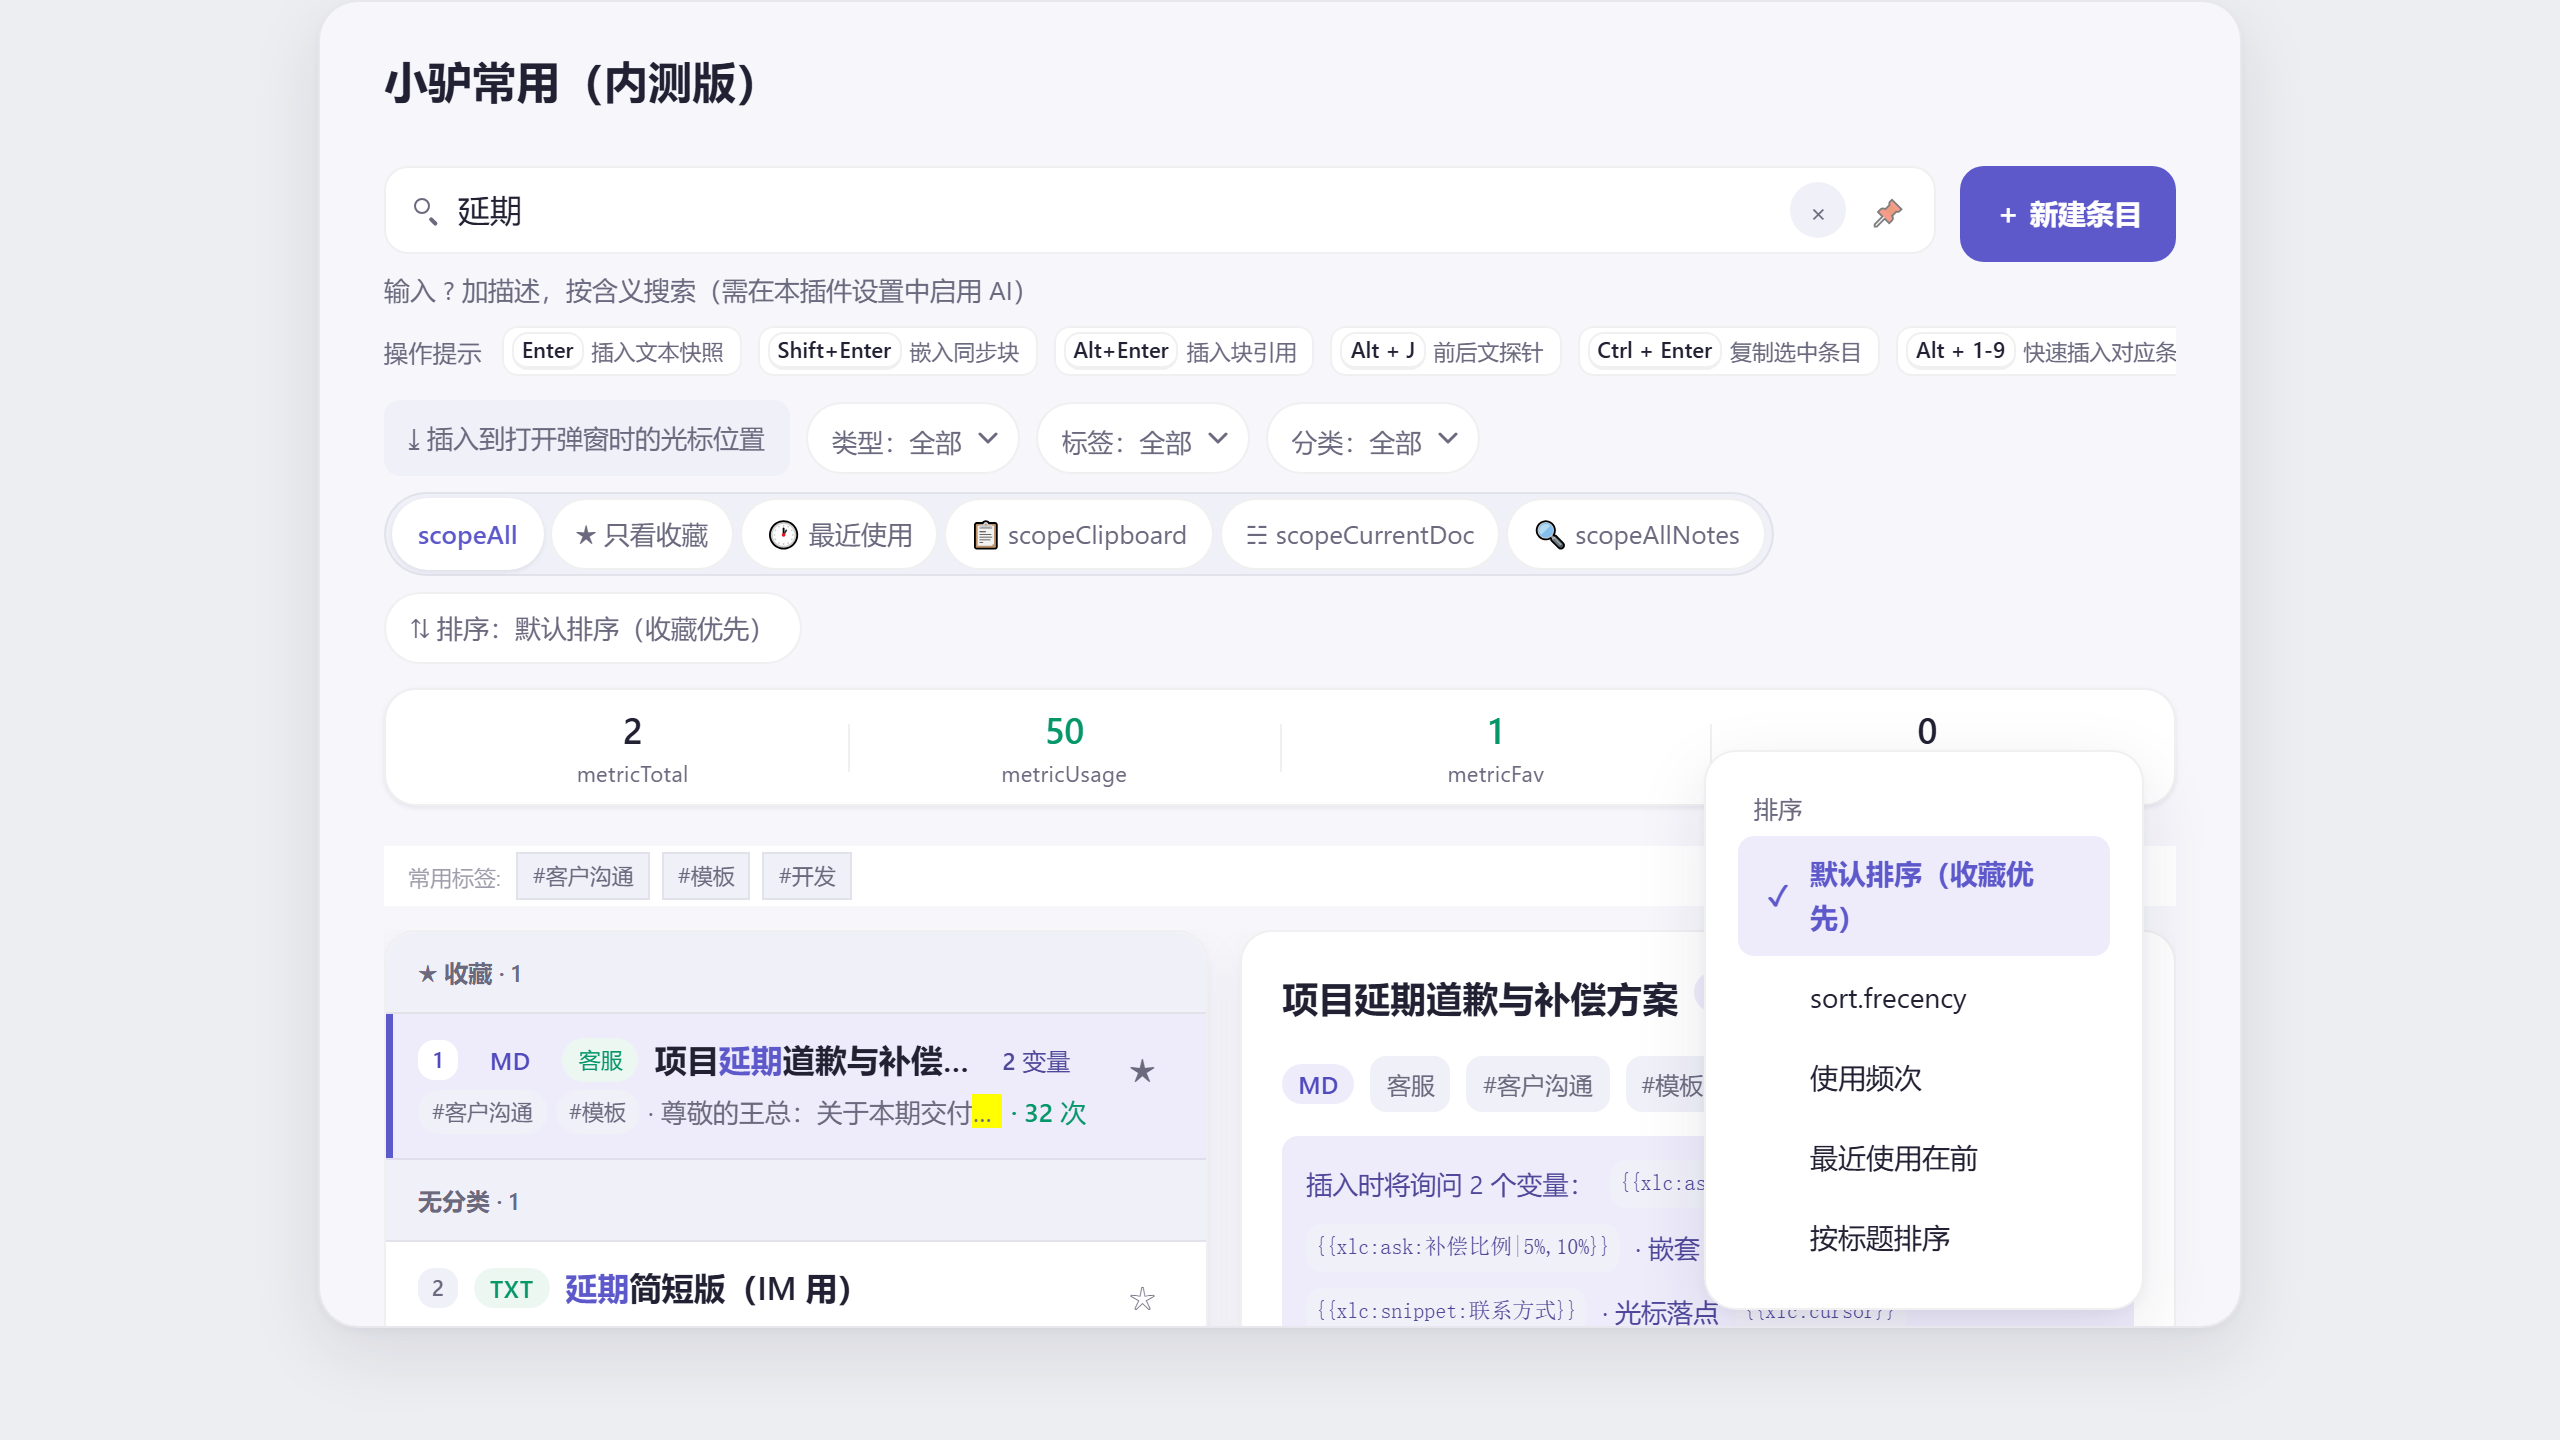 小驴常用（内测版）
延期
×
+ 新建条目
输入 ? 加描述，按含义搜索（需在本插件设置中启用 AI）
操作提示 Enter 插入文本快照 Shift+Enter 嵌入同步块 Alt+Enter 插入块引用 Alt + J 前后文探针 Ctrl + Enter 复制选中条目 Alt + 1-9 快速插入对应条
⤓ 插入到打开弹窗时的光标位置 类型：全部 标签：全部 分类：全部
scopeAll ★ 只看收藏 🕐 最近使用 📋 scopeClipboard ☵ scopeCurrentDoc 🔍 scopeAllNotes
⇅ 排序：默认排序（收藏优先）
2 50 1 0
metricTotal metricUsage metricFav
常用标签: #客户沟通 #模板 #开发
★ 收藏 · 1
1 MD 客服 项目延期道歉与补偿... 2 变量 ★
#客户沟通 #模板 · 尊敬的王总：关于本期交付... · 32 次
无分类 · 1
2 TXT 延期简短版（IM 用） ☆
项目延期道歉与补偿方案
MD 客服 #客户沟通 #模板
插入时将询问 2 个变量： {{xlc:as
{{xlc:ask:补偿比例|5%,10%}} · 嵌套
{{xlc:snippet:联系方式}} · 光标落点 {{xlc:cursor}}
排序
✓ 默认排序（收藏优
先）
sort.frecency
使用频次
最近使用在前
按标题排序